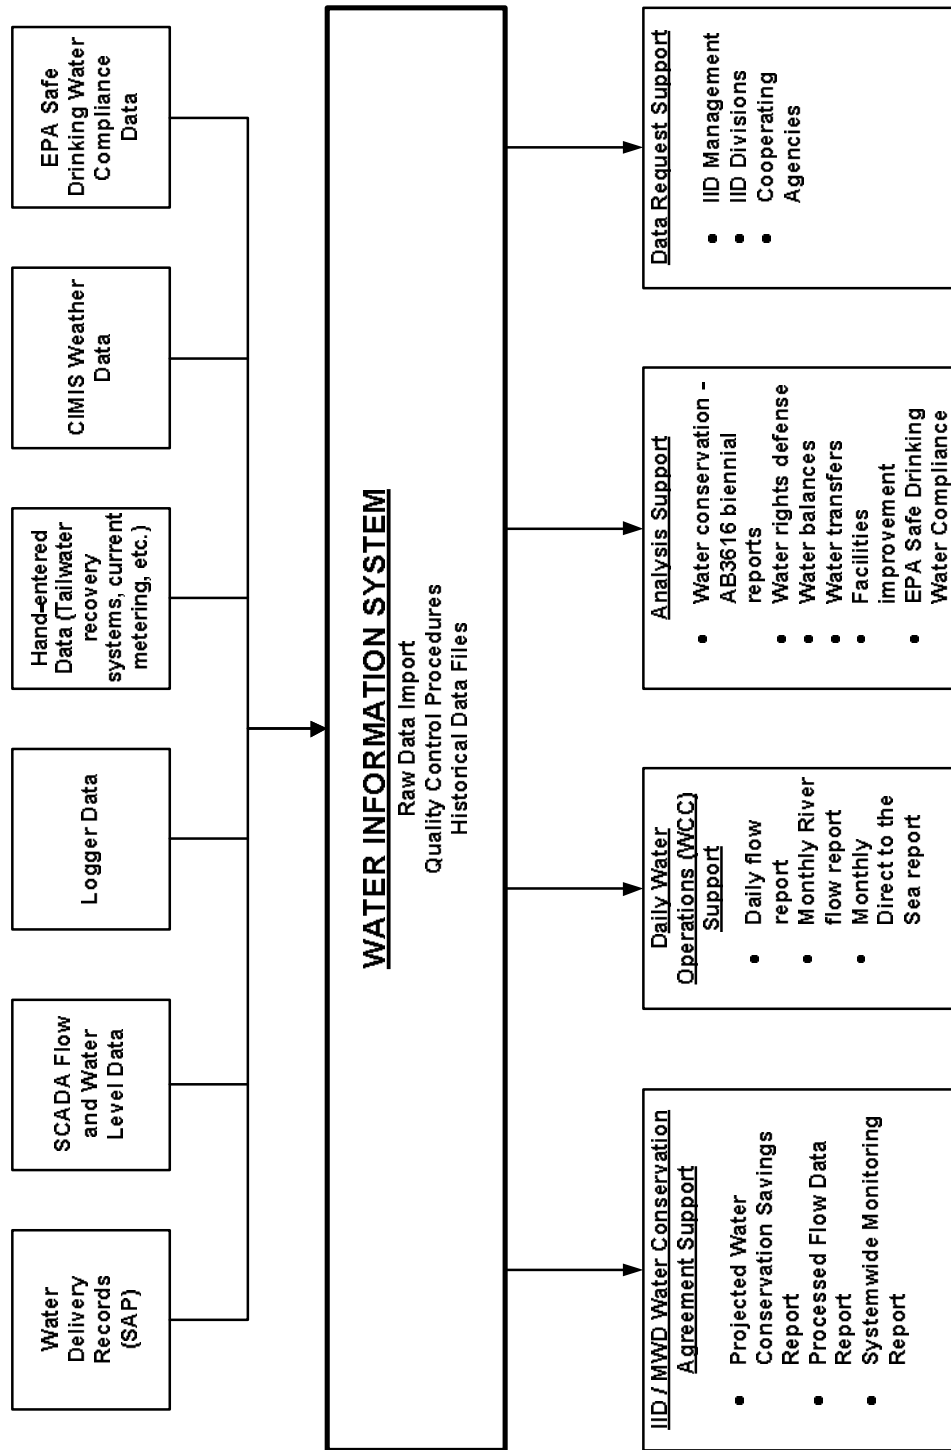 Water
Delivery
Records
(SAP)
SCADA Flow
and Water
Level Data
Logger Data
Hand-entered
Data (Tailwater
recovery
systems, current
metering, etc.)
CIMIS Weather
Data
EPA Safe
Drinking Water
Compliance
Data
WATER INFORMATION SYSTEM
Raw Data Import
Quality Control Procedures
Historical Data Files
IID / MWD Water Conservation
Agreement Support
• Projected Water
Conservation Savings
Report
• Processed Flow Data
Report
• Systemwide Monitoring
Report
Daily Water
Operations (WCC)
Support
• Daily flow
report
• Monthly River
flow report
• Monthly
Direct to the
Sea report
Analysis Support
• Water conservation -
AB3616 biennial
reports
• Water rights defense
• Water balances
• Water transfers
• Facilities
improvement
• EPA Safe Drinking
Water Compliance
Data Request Support
• IID Management
• IID Divisions
• Cooperating
Agencies